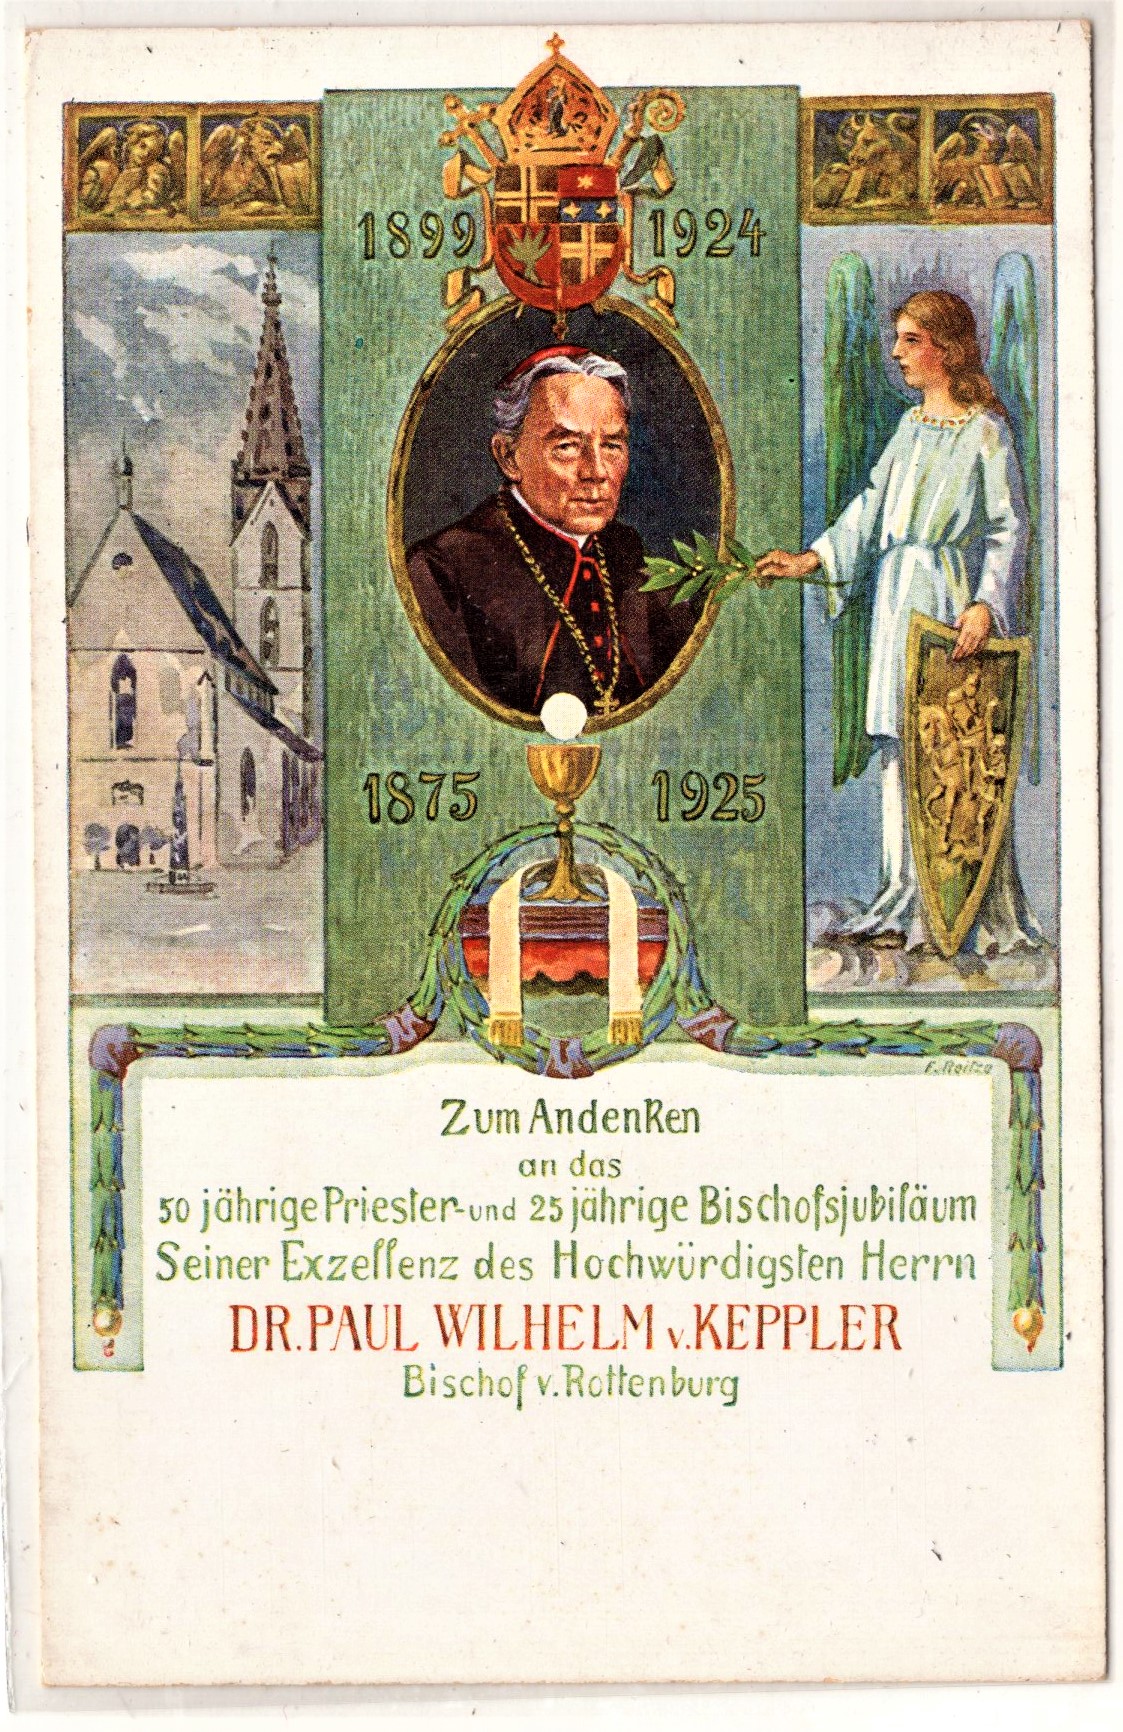 1899 1924
1875 1925
Zum Andenken
an das
50 jährige Priester- und 25 jährige Bischofsjubiläum
Seiner Exzellenz des Hochwürdigsten Herrn
DR. PAUL WILHELM v. KEPPLER
Bischof v. Rottenburg